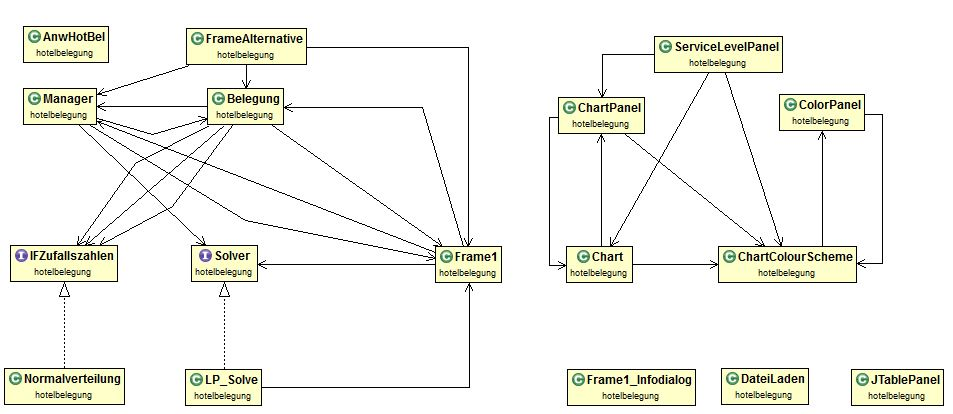 AnwHotBel
hotelbelegung
FrameAlternative
hotelbelegung
ServiceLevelPanel
hotelbelegung
Manager
hotelbelegung
Belegung
hotelbelegung
ChartPanel
hotelbelegung
ColorPanel
hotelbelegung
IFZufallszahlen
hotelbelegung
Solver
hotelbelegung
Frame1
hotelbelegung
Chart
hotelbelegung
ChartColourScheme
hotelbelegung
Normalverteilung
hotelbelegung
LP_Solve
hotelbelegung
Frame1_Infodialog
hotelbelegung
DateiLaden
hotelbelegung
JTablePanel
hotelbelegung